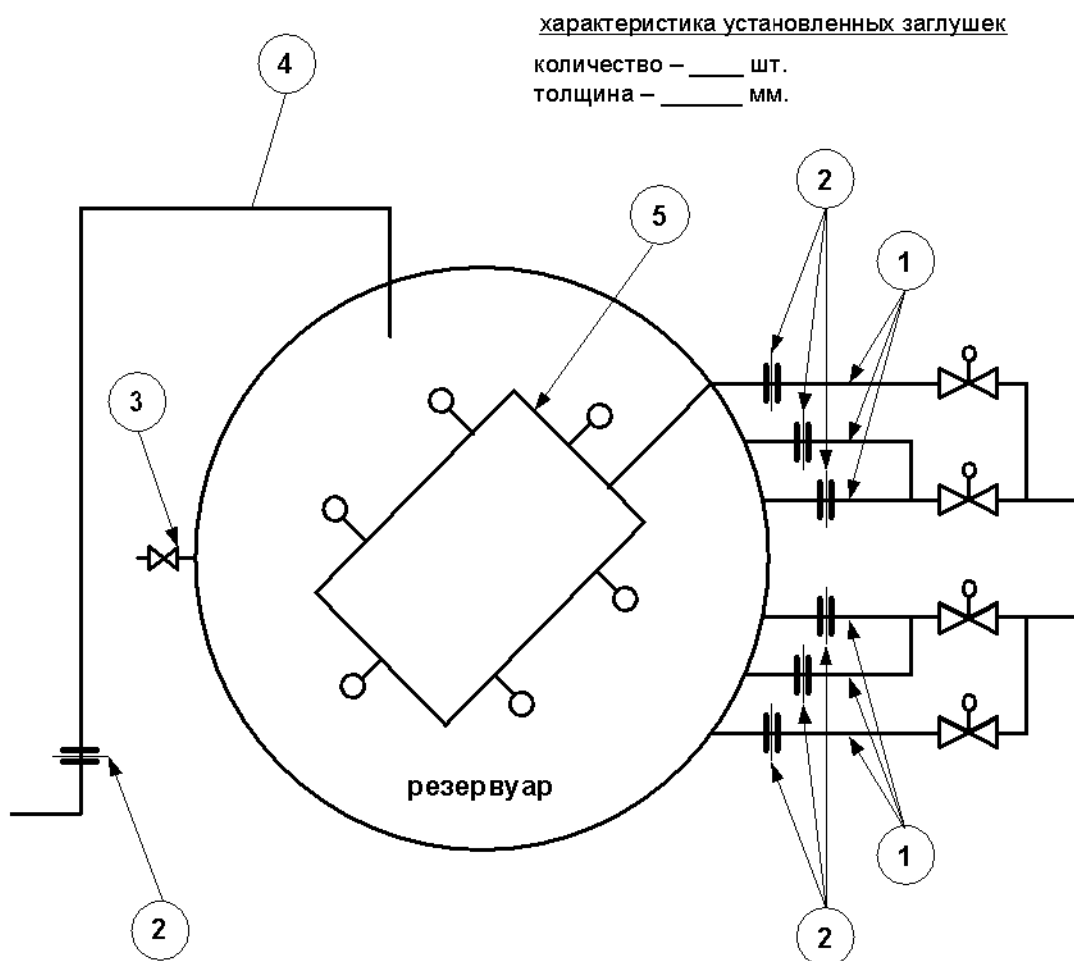 характеристика установленных заглушек
количество – ____ шт.
толщина – ______ мм.
4
2
5
1
3
резервуар
1
2
2